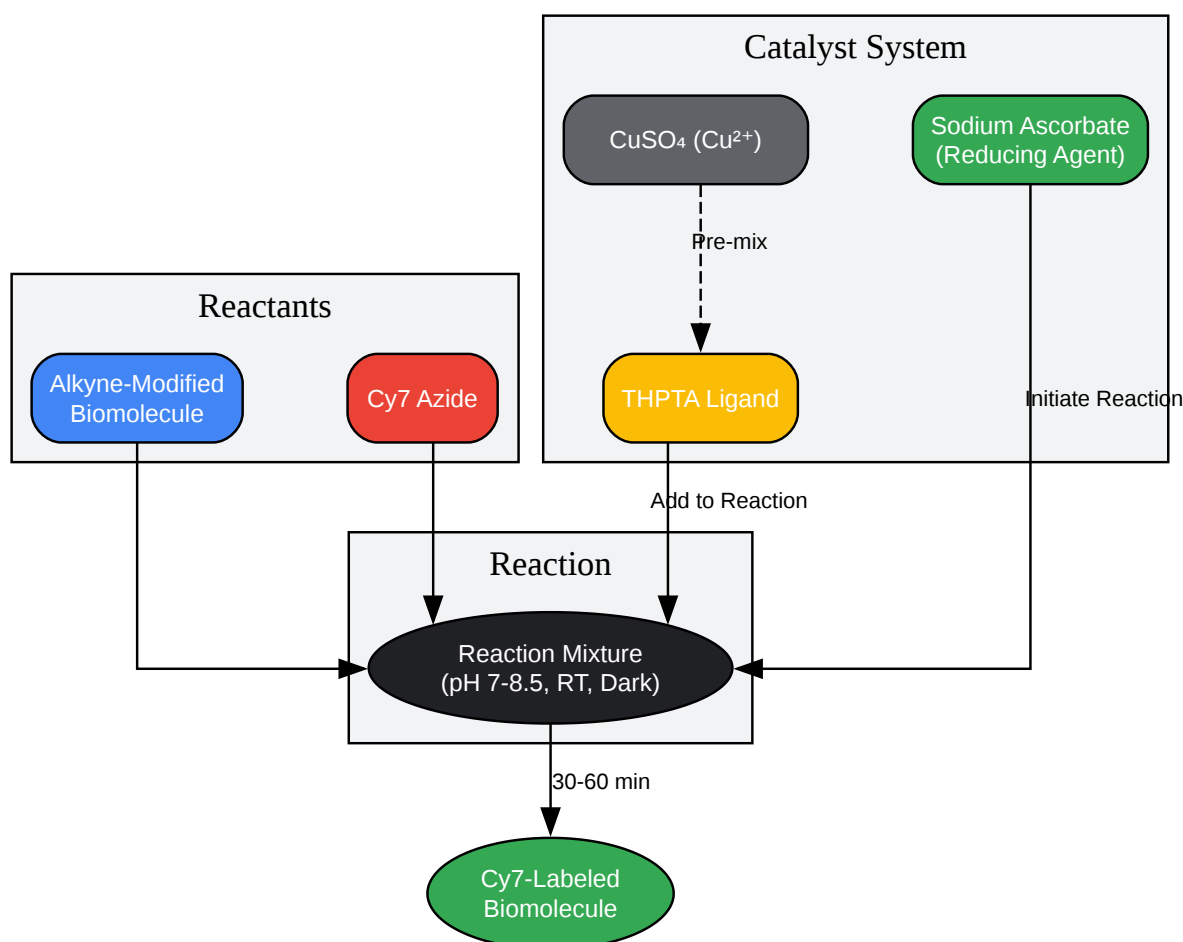 Catalyst System
CuSO₄ (Cu²⁺)
Sodium Ascorbate
(Reducing Agent)
Pre-mix
Reactants
Alkyne-Modified
Biomolecule
Cy7 Azide
THPTA Ligand
Initiate Reaction
Add to Reaction
Reaction
Reaction Mixture
(pH 7-8.5, RT, Dark)
30-60 min
Cy7-Labeled
Biomolecule